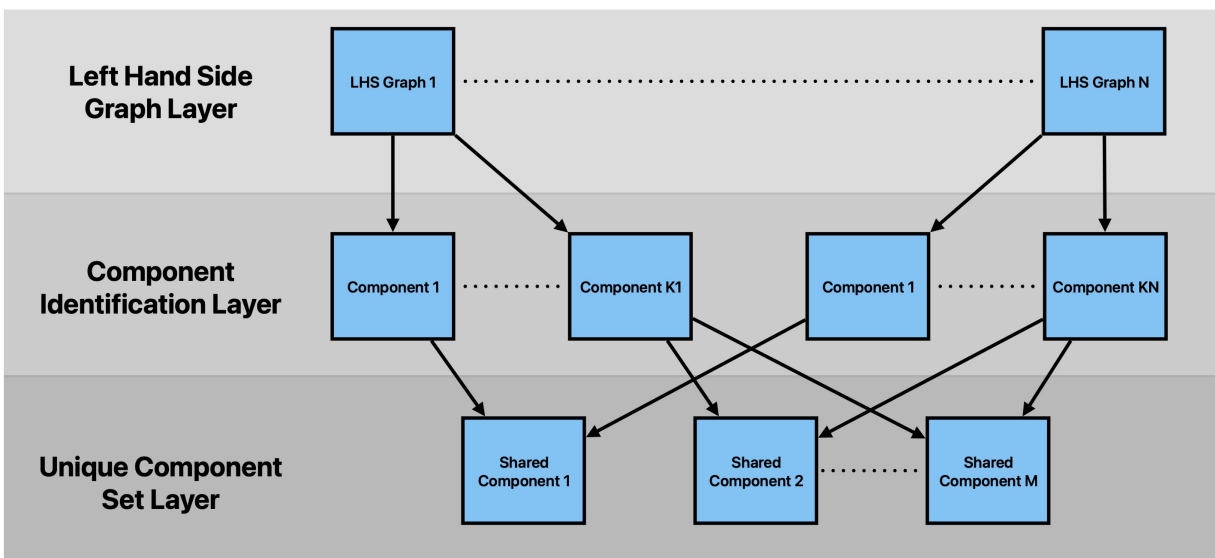 Left Hand Side
Graph Layer
LHS Graph 1
LHS Graph N
Component
Identification Layer
Component 1
Component K1
Component 1
Component KN
Unique Component
Set Layer
Shared
Component 1
Shared
Component 2
Shared
Component M